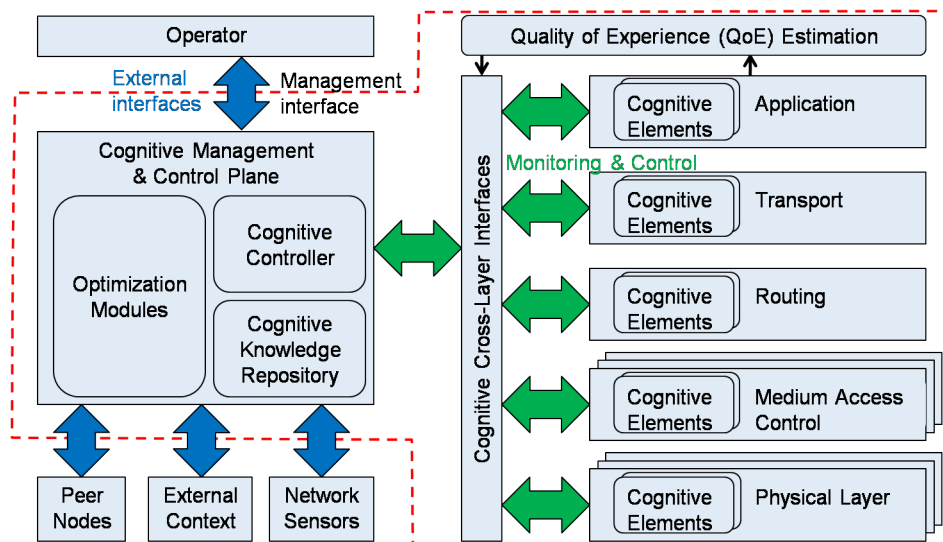 Operator
External
interfaces
Management
interface
Cognitive Management
& Control Plane
Optimization
Modules
Cognitive
Controller
Cognitive
Knowledge
Repository
Peer
Nodes
External
Context
Network
Sensors
Quality of Experience (QoE) Estimation
Cognitive Cross-Layer Interfaces
Monitoring & Control
Cognitive
Elements
Application
Cognitive
Elements
Transport
Cognitive
Elements
Routing
Cognitive
Elements
Medium Access
Control
Cognitive
Elements
Physical Layer